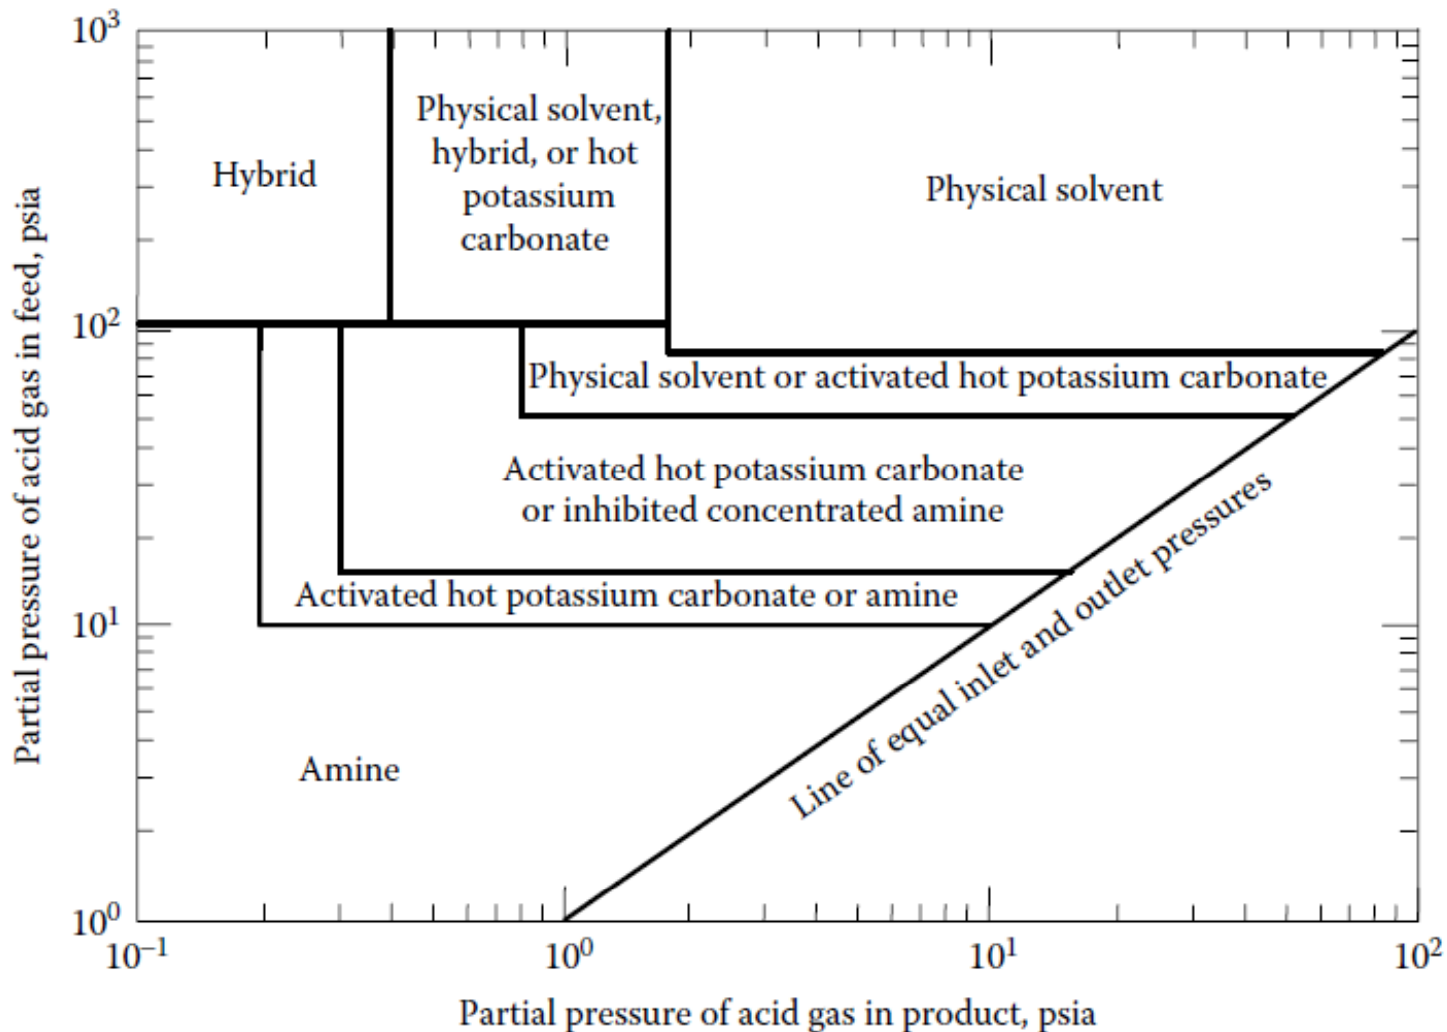 10³
Hybrid
Physical solvent,
hybrid, or hot
potassium
carbonate
Physical solvent
10²
Physical solvent or activated hot potassium carbonate
Activated hot potassium carbonate
or inhibited concentrated amine
Activated hot potassium carbonate or amine
10¹
Line of equal inlet and outlet pressures
Amine
10⁰
Partial pressure of acid gas in feed, psia
10⁻¹
10⁰
10¹
10²
Partial pressure of acid gas in product, psia